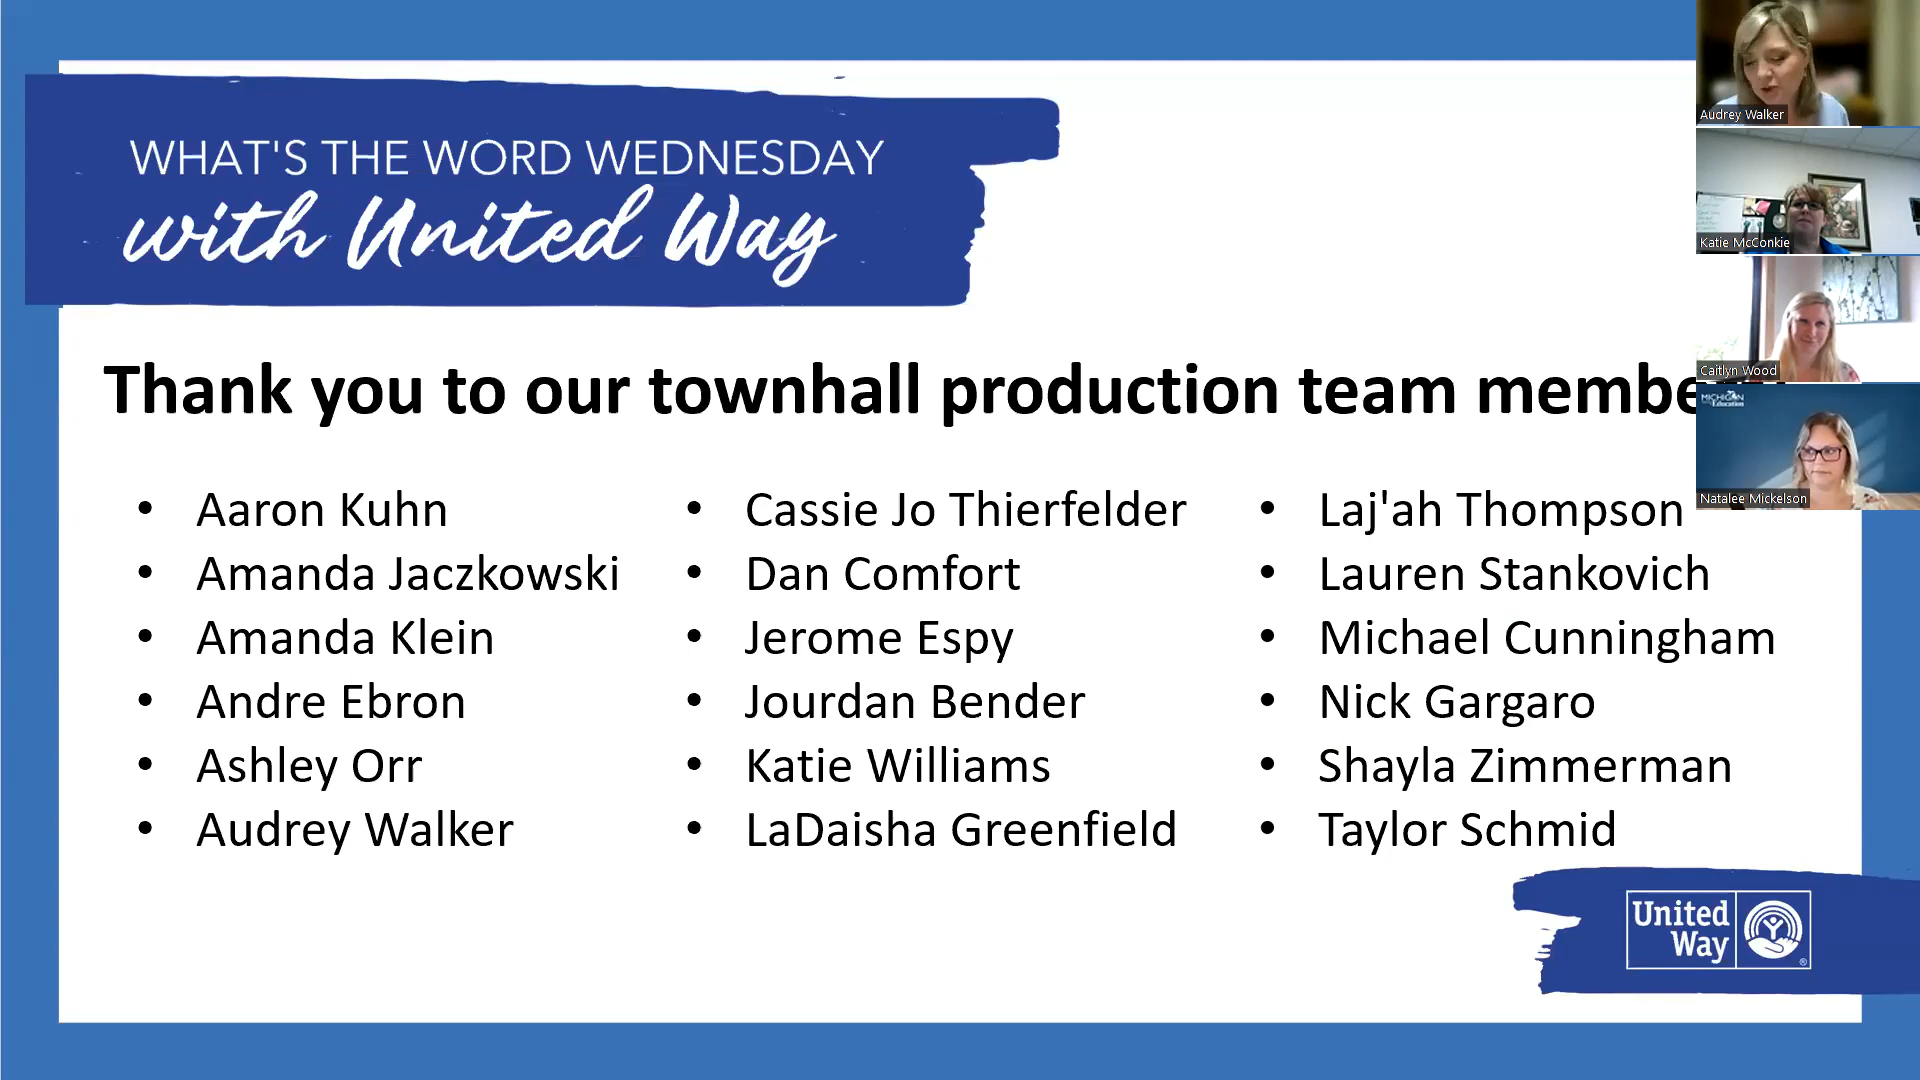 WHAT'S THE WORD WEDNESDAY
with United Way
Thank you to our townhall production team
Aaron Kuhn
Amanda Jaczkowski
Amanda Klein
Andre Ebron
Ashley Orr
Audrey Walker
Cassie Jo Thierfelder
Dan Comfort
Jerome Espy
Jourdan Bender
Katie Williams
LaDaisha Greenfield
Laj'ah Thompson
Lauren Stankovich
Michael Cunningham
Nick Gargaro
Shayla Zimmerman
Taylor Schmid
United
Way
Audrey Walker
Katie McConkie
Caitlyn Wood
MICHIGAN
Education
Natalee Mickelson